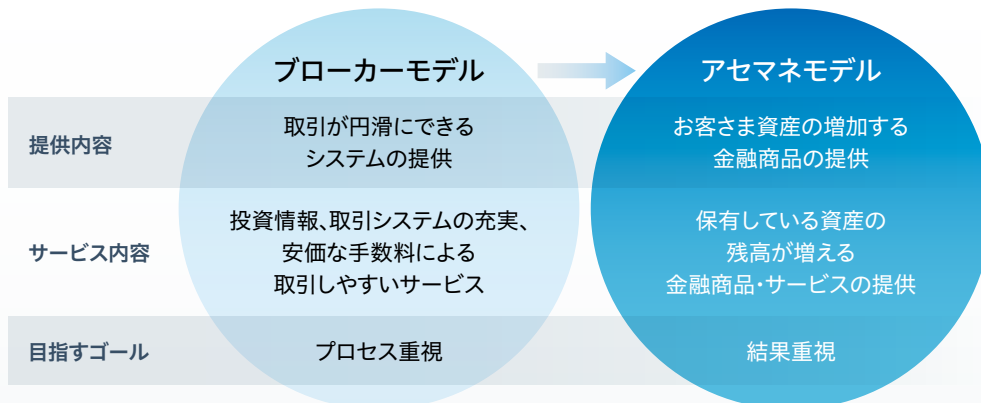 ブローカーモデル
アセマネモデル
提供内容
取引が円滑にできる
システムの提供
お客さま資産の増加する
金融商品の提供
サービス内容
投資情報、取引システムの充実、
安価な手数料による
取引しやすいサービス
保有している資産の
残高が増える
金融商品・サービスの提供
目指すゴール
プロセス重視
結果重視